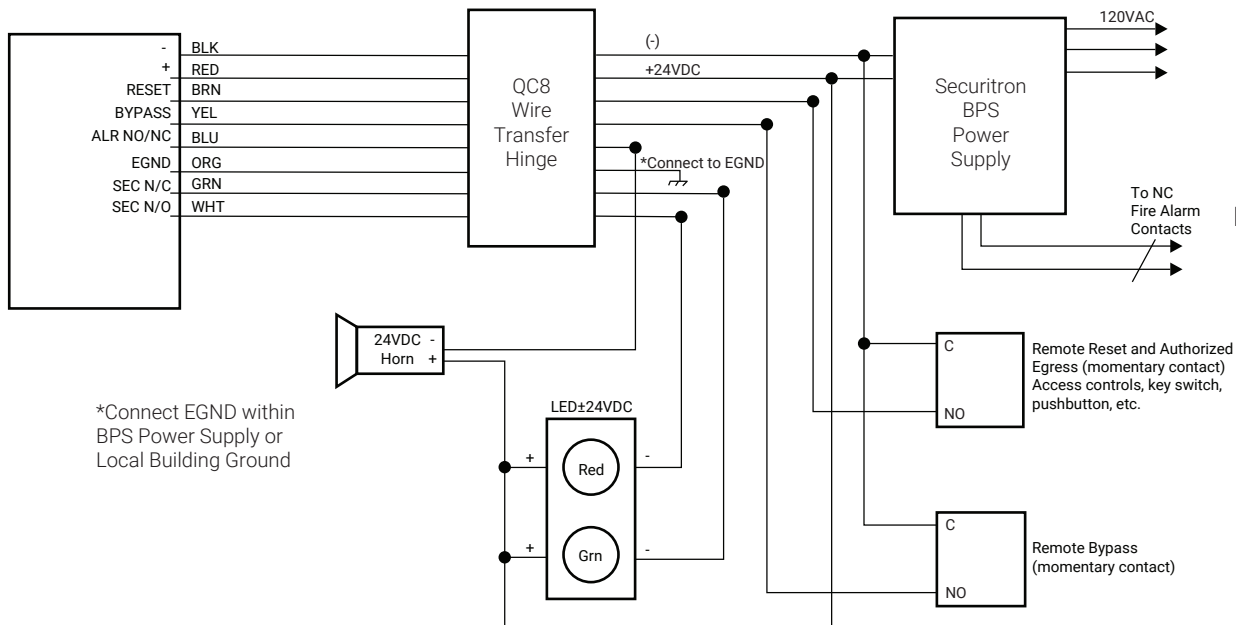 -
BLK
+
RED
RESET
BRN
BYPASS
YEL
ALR NO/NC
BLU
EGND
ORG
SEC N/C
GRN
SEC N/O
WHT
QC8
Wire
Transfer
Hinge
(-)
+24VDC
*Connect to EGND
Securitron
BPS
Power
Supply
120VAC
To NC
Fire Alarm
Contacts
24VDC -
Horn +
*Connect EGND within
BPS Power Supply or
Local Building Ground
LED±24VDC
+
Red
-
+
Grn
-
C
NO
Remote Reset and Authorized
Egress (momentary contact)
Access controls, key switch,
pushbutton, etc.
C
NO
Remote Bypass
(momentary contact)